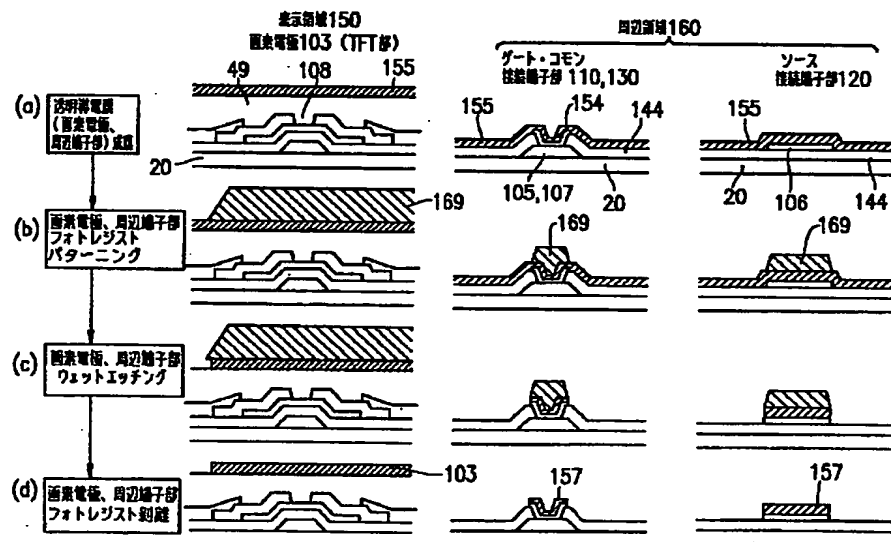 表示領域150
画素電極103 (TFT部)
周辺領域160
ゲート・コモン
接続端子部 110,130
ソース
接続端子部120
49
108
155
(a)
透明導電膜
(画素電極、
周辺端子部)成膜
155
154
144
155
20
105,107
20
20
106
144
(b)
画素電極、周辺端子部
フォトレジスト
パターニング
169
169
169
(c)
画素電極、周辺端子部
ウェットエッチング
(d)
画素電極、周辺端子部
フォトレジスト剥離
103
157
157